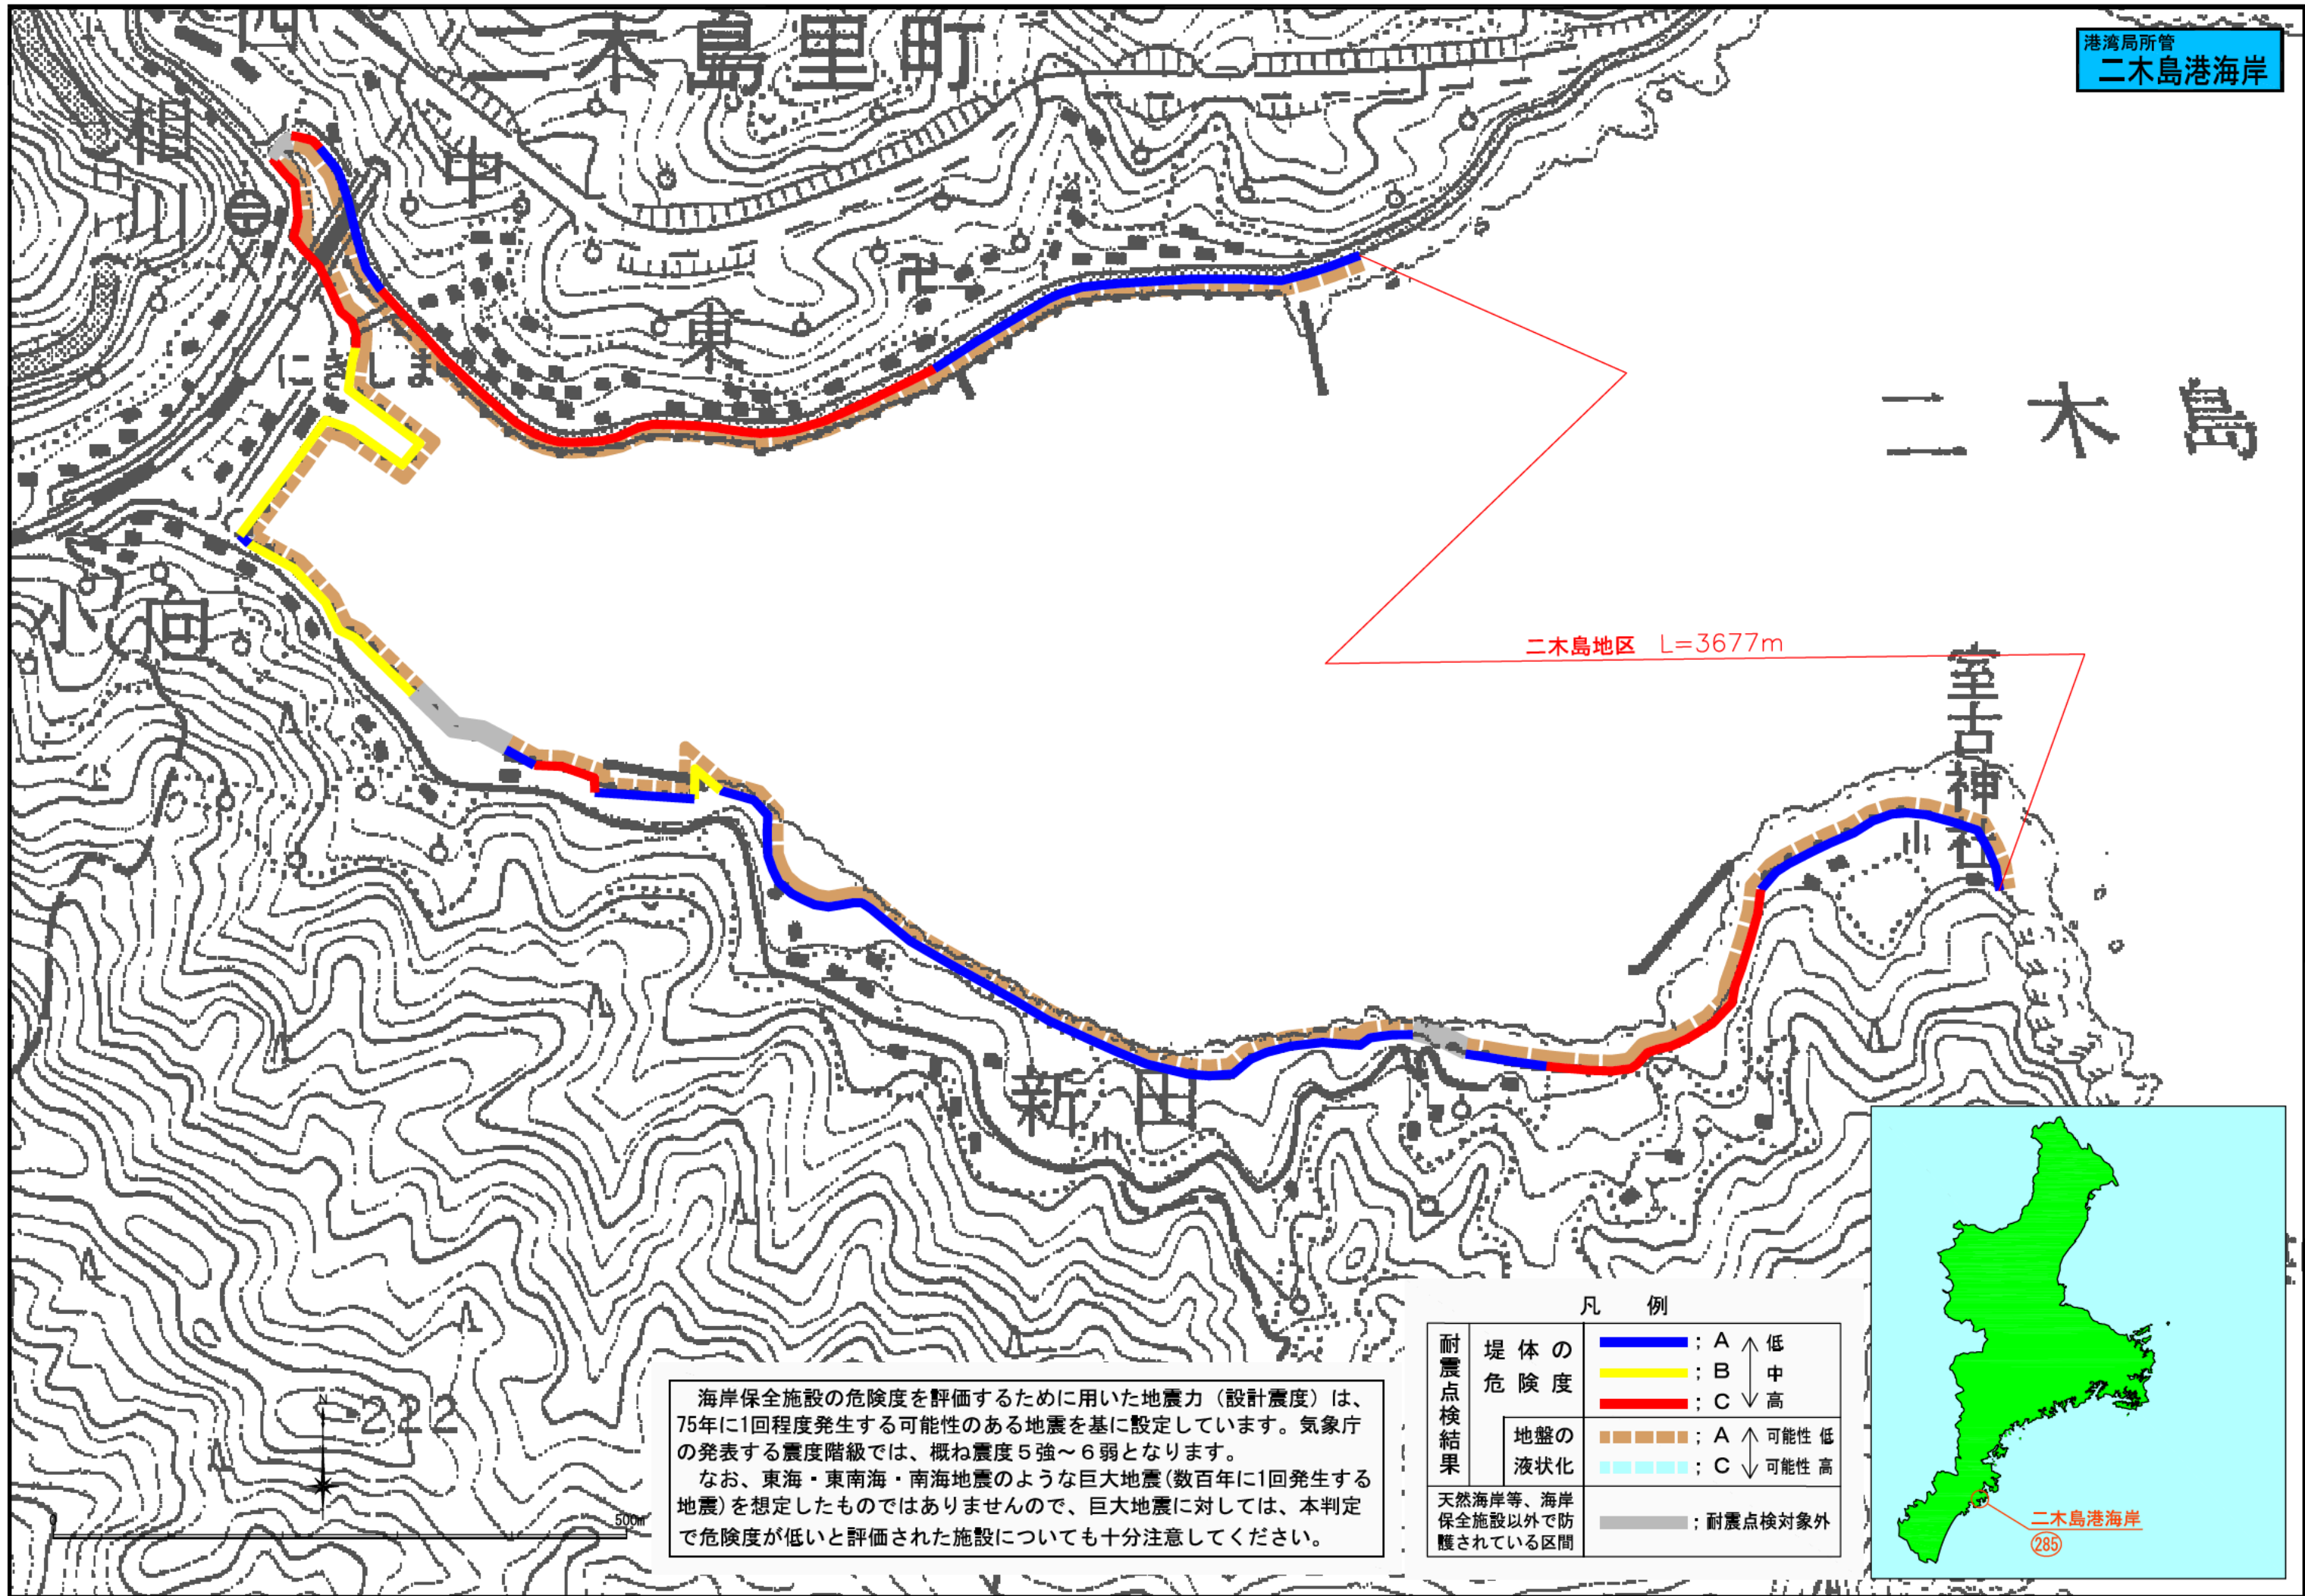 港湾局所管
二木島港海岸
二木島里町
西
相川
中
東
にぎしま
小向
二木島
二木島地区 L=3677m
室古神社
新田
222
N
0
500m
海岸保全施設の危険度を評価するために用いた地震力（設計震度）は、
75年に1回程度発生する可能性のある地震を基に設定しています。気象庁
の発表する震度階級では、概ね震度５強～６弱となります。
なお、東海・東南海・南海地震のような巨大地震(数百年に1回発生する
地震)を想定したものではありませんので、巨大地震に対しては、本判定
で危険度が低いと評価された施設についても十分注意してください。
凡 例
耐震点検結果
堤体の
危険度
; A 低
; B 中
; C 高
地盤の
液状化
; A 可能性 低
; C 可能性 高
天然海岸等、海岸
保全施設以外で防
護されている区間
; 耐震点検対象外
二木島港海岸
285